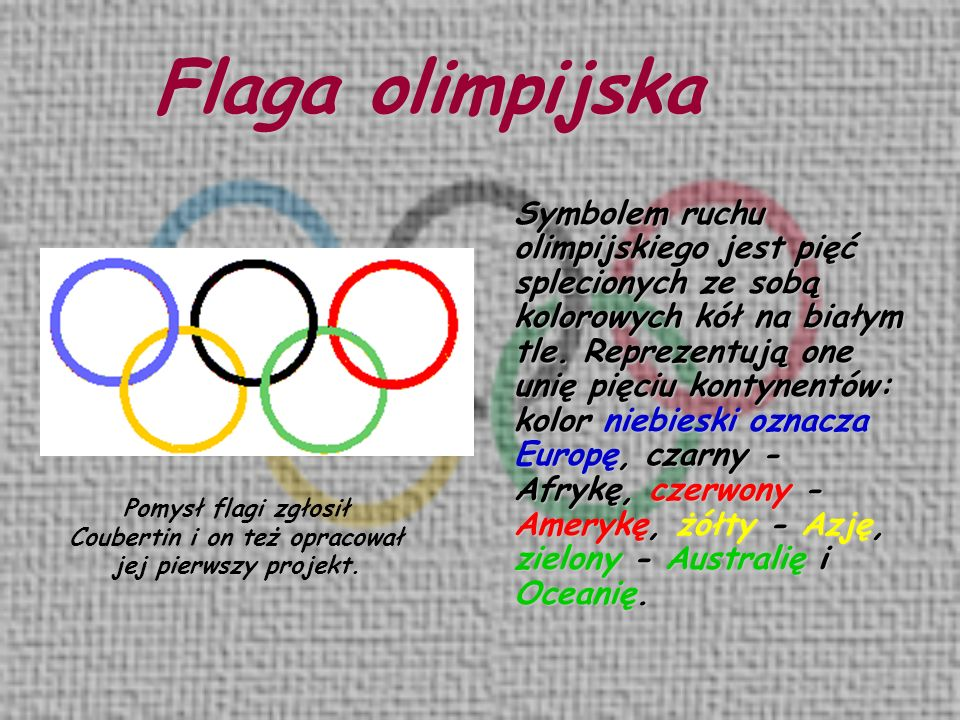 Flaga olimpijska
Symbolem ruchu
olimpijskiego jest pięć
splecionych ze sobą
kolorowych kół na białym
tle. Reprezentują one
unię pięciu kontynentów:
kolor niebieski oznacza
Europę, czarny -
Afrykę, czerwony -
Amerykę, żółty - Azję,
zielony - Australię i
Oceanię.
Pomysł flagi zgłosił
Coubertin i on też opracował
jej pierwszy projekt.